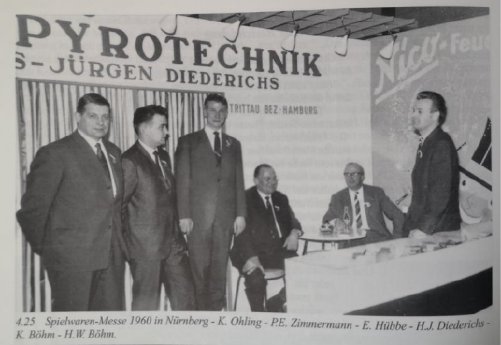 PYROTECHNIK
S-JÜRGEN DIEDERICHS
TRITTAU BEZ-HAMBURG
Nico-Feue
4.25 Spielwaren-Messe 1960 in Nürnberg - K. Ohling - P.E. Zimmermann - E. Hübbe - H.J. Diederichs -
K. Böhm - H.W. Böhm.